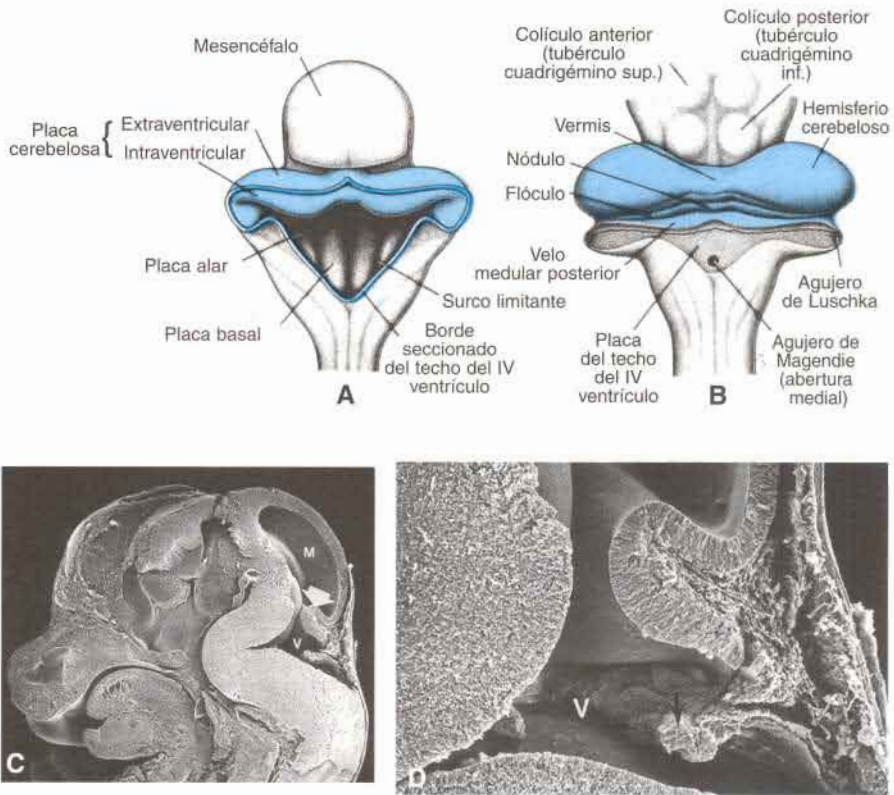 Mesencéfalo
Placa
cerebelosa
Extraventricular
Intraventricular
Placa alar
Placa basal
Surco limitante
Borde
seccionado
del techo del IV
ventrículo
A
Colículo anterior
(tubérculo
cuadrigémino sup.)
Colículo posterior
(tubérculo
cuadrigémino
inf.)
Vermis
Hemisferio
cerebeloso
Nódulo
Flóculo
Velo
medular posterior
Agujero
de Luschka
Placa
del techo
del IV
ventrículo
Agujero de
Magendie
(abertura
medial)
B
M
V
C
V
D